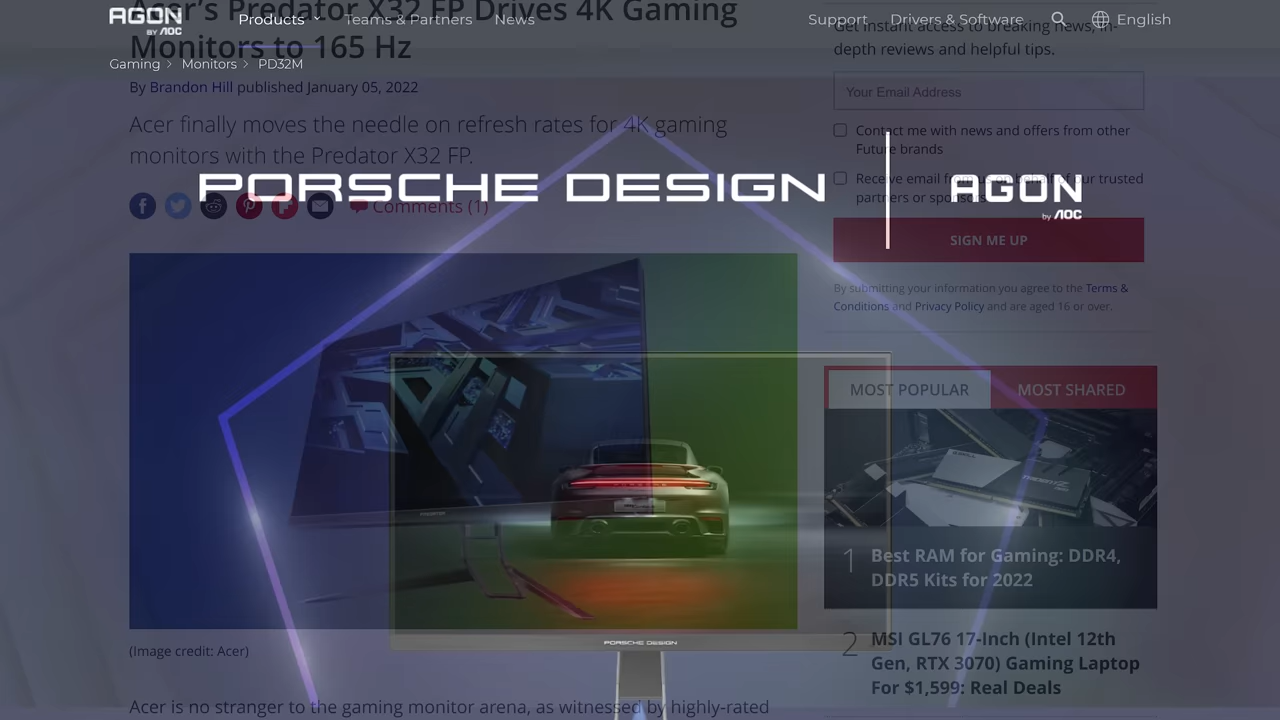 Acer's Predator X32 FP Drives 4K Gaming
Monitors to 165 Hz
AGON
BY AOC
Products
Teams & Partners
News
Support
Drivers & Software
English
Gaming > Monitors > PD32M
By Brandon Hill published January 05, 2022
Acer finally moves the needle on refresh rates for 4K gaming
monitors with the Predator X32 FP.
Comments (1)
PORSCHE DESIGN
AGON
by AOC
(Image credit: Acer)
Acer is no stranger to the gaming monitor arena, as witnessed by highly-rated
PORSCHE DESIGN
Get instant access to breaking news, in-
depth reviews and helpful tips.
Your Email Address
Contact me with news and offers from other
Future brands
Receive email from us on behalf of our trusted
partners or sponsors
SIGN ME UP
By submitting your information you agree to the Terms &
Conditions and Privacy Policy and are aged 16 or over.
MOST POPULAR
MOST SHARED
1 Best RAM for Gaming: DDR4,
DDR5 Kits for 2022
2 MSI GL76 17-Inch (Intel 12th
Gen, RTX 3070) Gaming Laptop
For $1,599: Real Deals